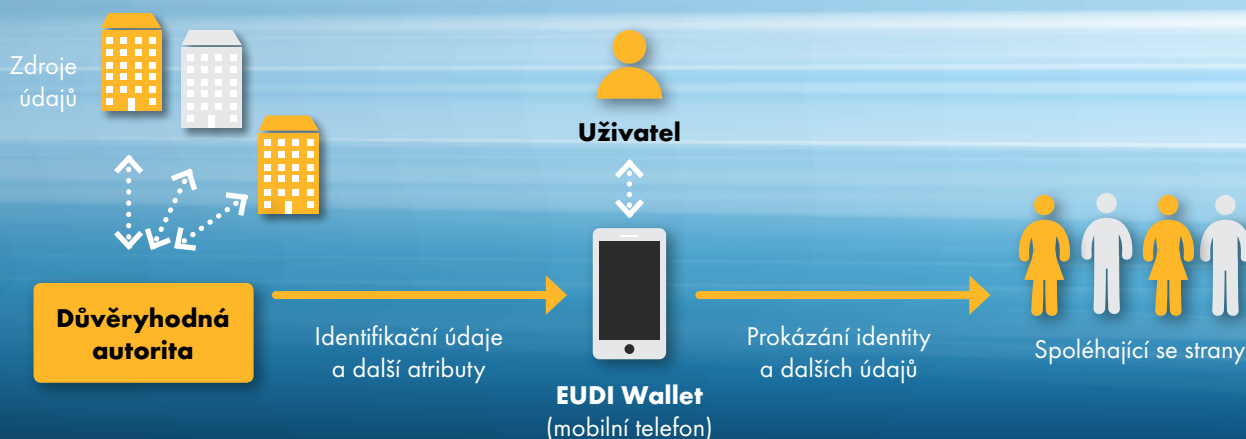 Zdroje
údajů
Uživatel
Důvěryhodná
autorita
Identifikační údaje
a další atributy
EUDI Wallet
(mobilní telefon)
Prokázání identity
a dalších údajů
Spoléhající se strany